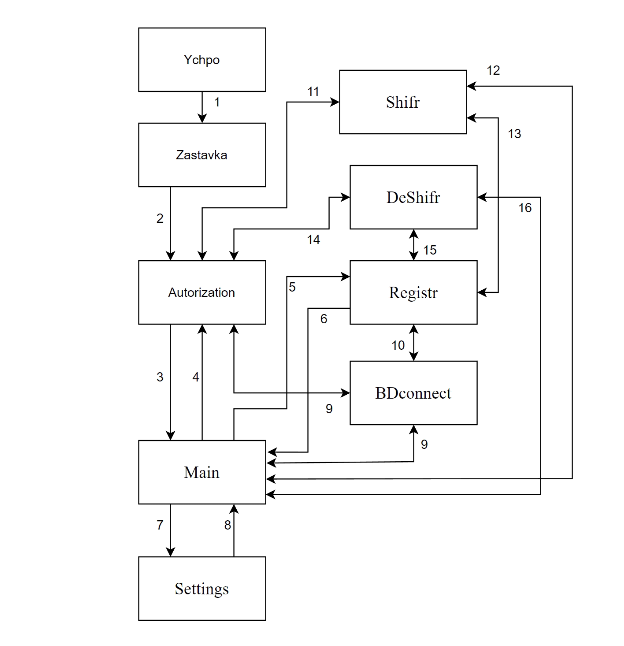 Ychpo
1
Zastavka
2
11
Shifr
12
13
14
DeShifr
16
15
Autorization
5
6
Registr
3
4
10
9
BDconnect
9
Main
7
8
Settings